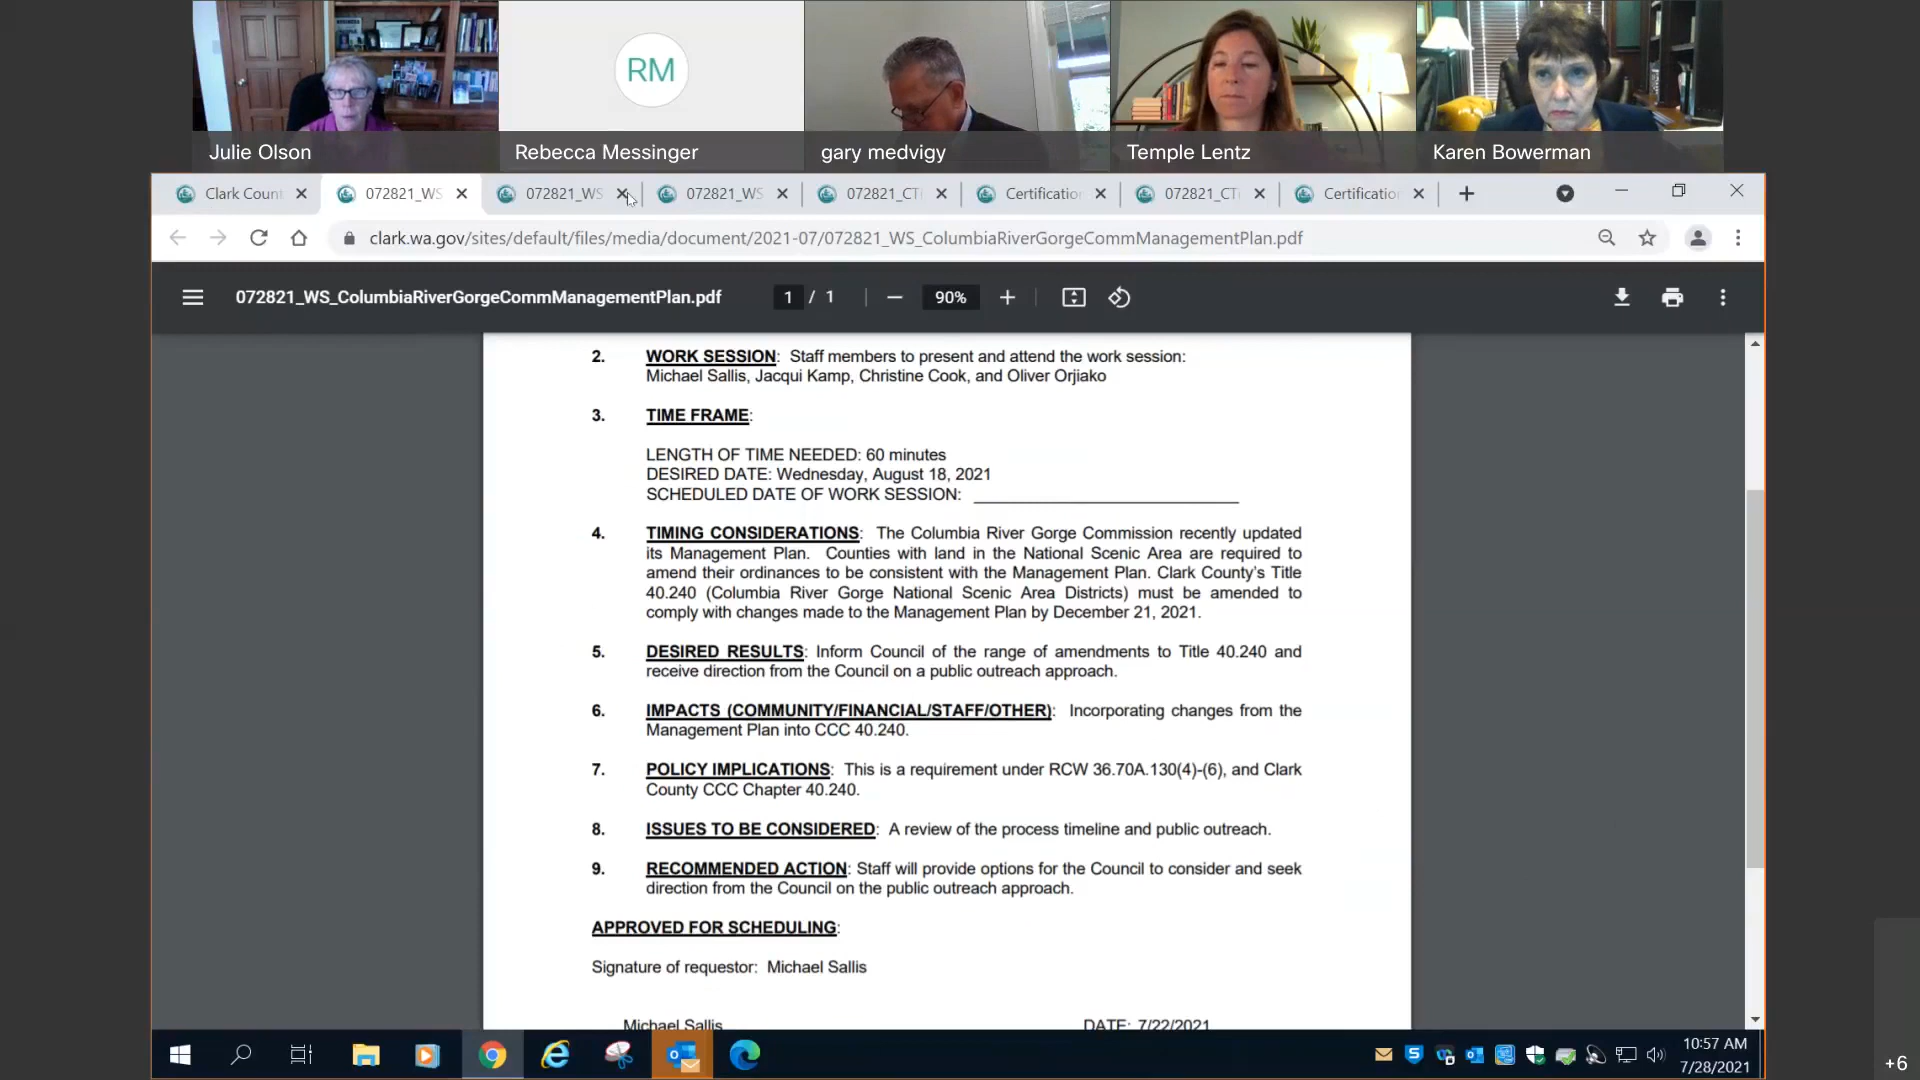 RM
Julie Olson
Rebecca Messinger
gary medvigy
Temple Lentz
Karen Bowerman
Clark Count
072821_WS
072821_WS
072821_WS
072821_CT
Certification
072821_CT
Certification
clark.wa.gov/sites/default/files/media/document/2021-07/072821_WS_ColumbiaRiverGorgeCommManagementPlan.pdf
072821_WS_ColumbiaRiverGorgeCommManagementPlan.pdf
1 / 1
90%
2. WORK SESSION: Staff members to present and attend the work session:
Michael Sallis, Jacqui Kamp, Christine Cook, and Oliver Orjiako
3. TIME FRAME:
LENGTH OF TIME NEEDED: 60 minutes
DESIRED DATE: Wednesday, August 18, 2021
SCHEDULED DATE OF WORK SESSION:
4. TIMING CONSIDERATIONS: The Columbia River Gorge Commission recently updated
its Management Plan. Counties with land in the National Scenic Area are required to
amend their ordinances to be consistent with the Management Plan. Clark County's Title
40.240 (Columbia River Gorge National Scenic Area Districts) must be amended to
comply with changes made to the Management Plan by December 21, 2021.
5. DESIRED RESULTS: Inform Council of the range of amendments to Title 40.240 and
receive direction from the Council on a public outreach approach.
6. IMPACTS (COMMUNITY/FINANCIAL/STAFF/OTHER): Incorporating changes from the
Management Plan into CCC 40.240.
7. POLICY IMPLICATIONS: This is a requirement under RCW 36.70A.130(4)-(6), and Clark
County CCC Chapter 40.240.
8. ISSUES TO BE CONSIDERED: A review of the process timeline and public outreach.
9. RECOMMENDED ACTION: Staff will provide options for the Council to consider and seek
direction from the Council on the public outreach approach.
APPROVED FOR SCHEDULING:
Signature of requestor: Michael Sallis
Michael Sallis DATE: 7/22/2021
10:57 AM
7/28/2021
+6